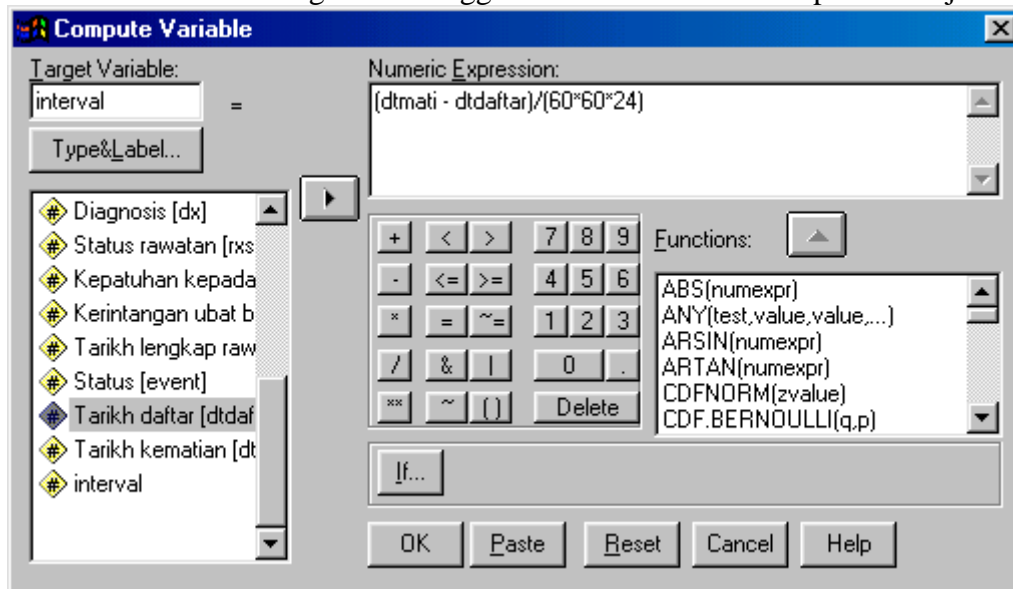 Compute Variable
Target Variable:
interval
=
Type&Label...
Numeric Expression:
(dtmati - dtdaftar)/(60*60*24)
Diagnosis [dx]
Status rawatan [rxs
Kepatuhan kepada
Kerintangan ubat b
Tarikh lengkap raw
Status [event]
Tarikh daftar [dtdaf
Tarikh kematian [dt
interval
+ < > 7 8 9
- <= >= 4 5 6
* = ~= 1 2 3
/ & | 0 .
** ~ () Delete
Functions:
ABS(numexpr)
ANY(test,value,value,...)
ARSIN(numexpr)
ARTAN(numexpr)
CDFNORM(zvalue)
CDF.BERNOULLI(q,p)
If...
OK Paste Reset Cancel Help